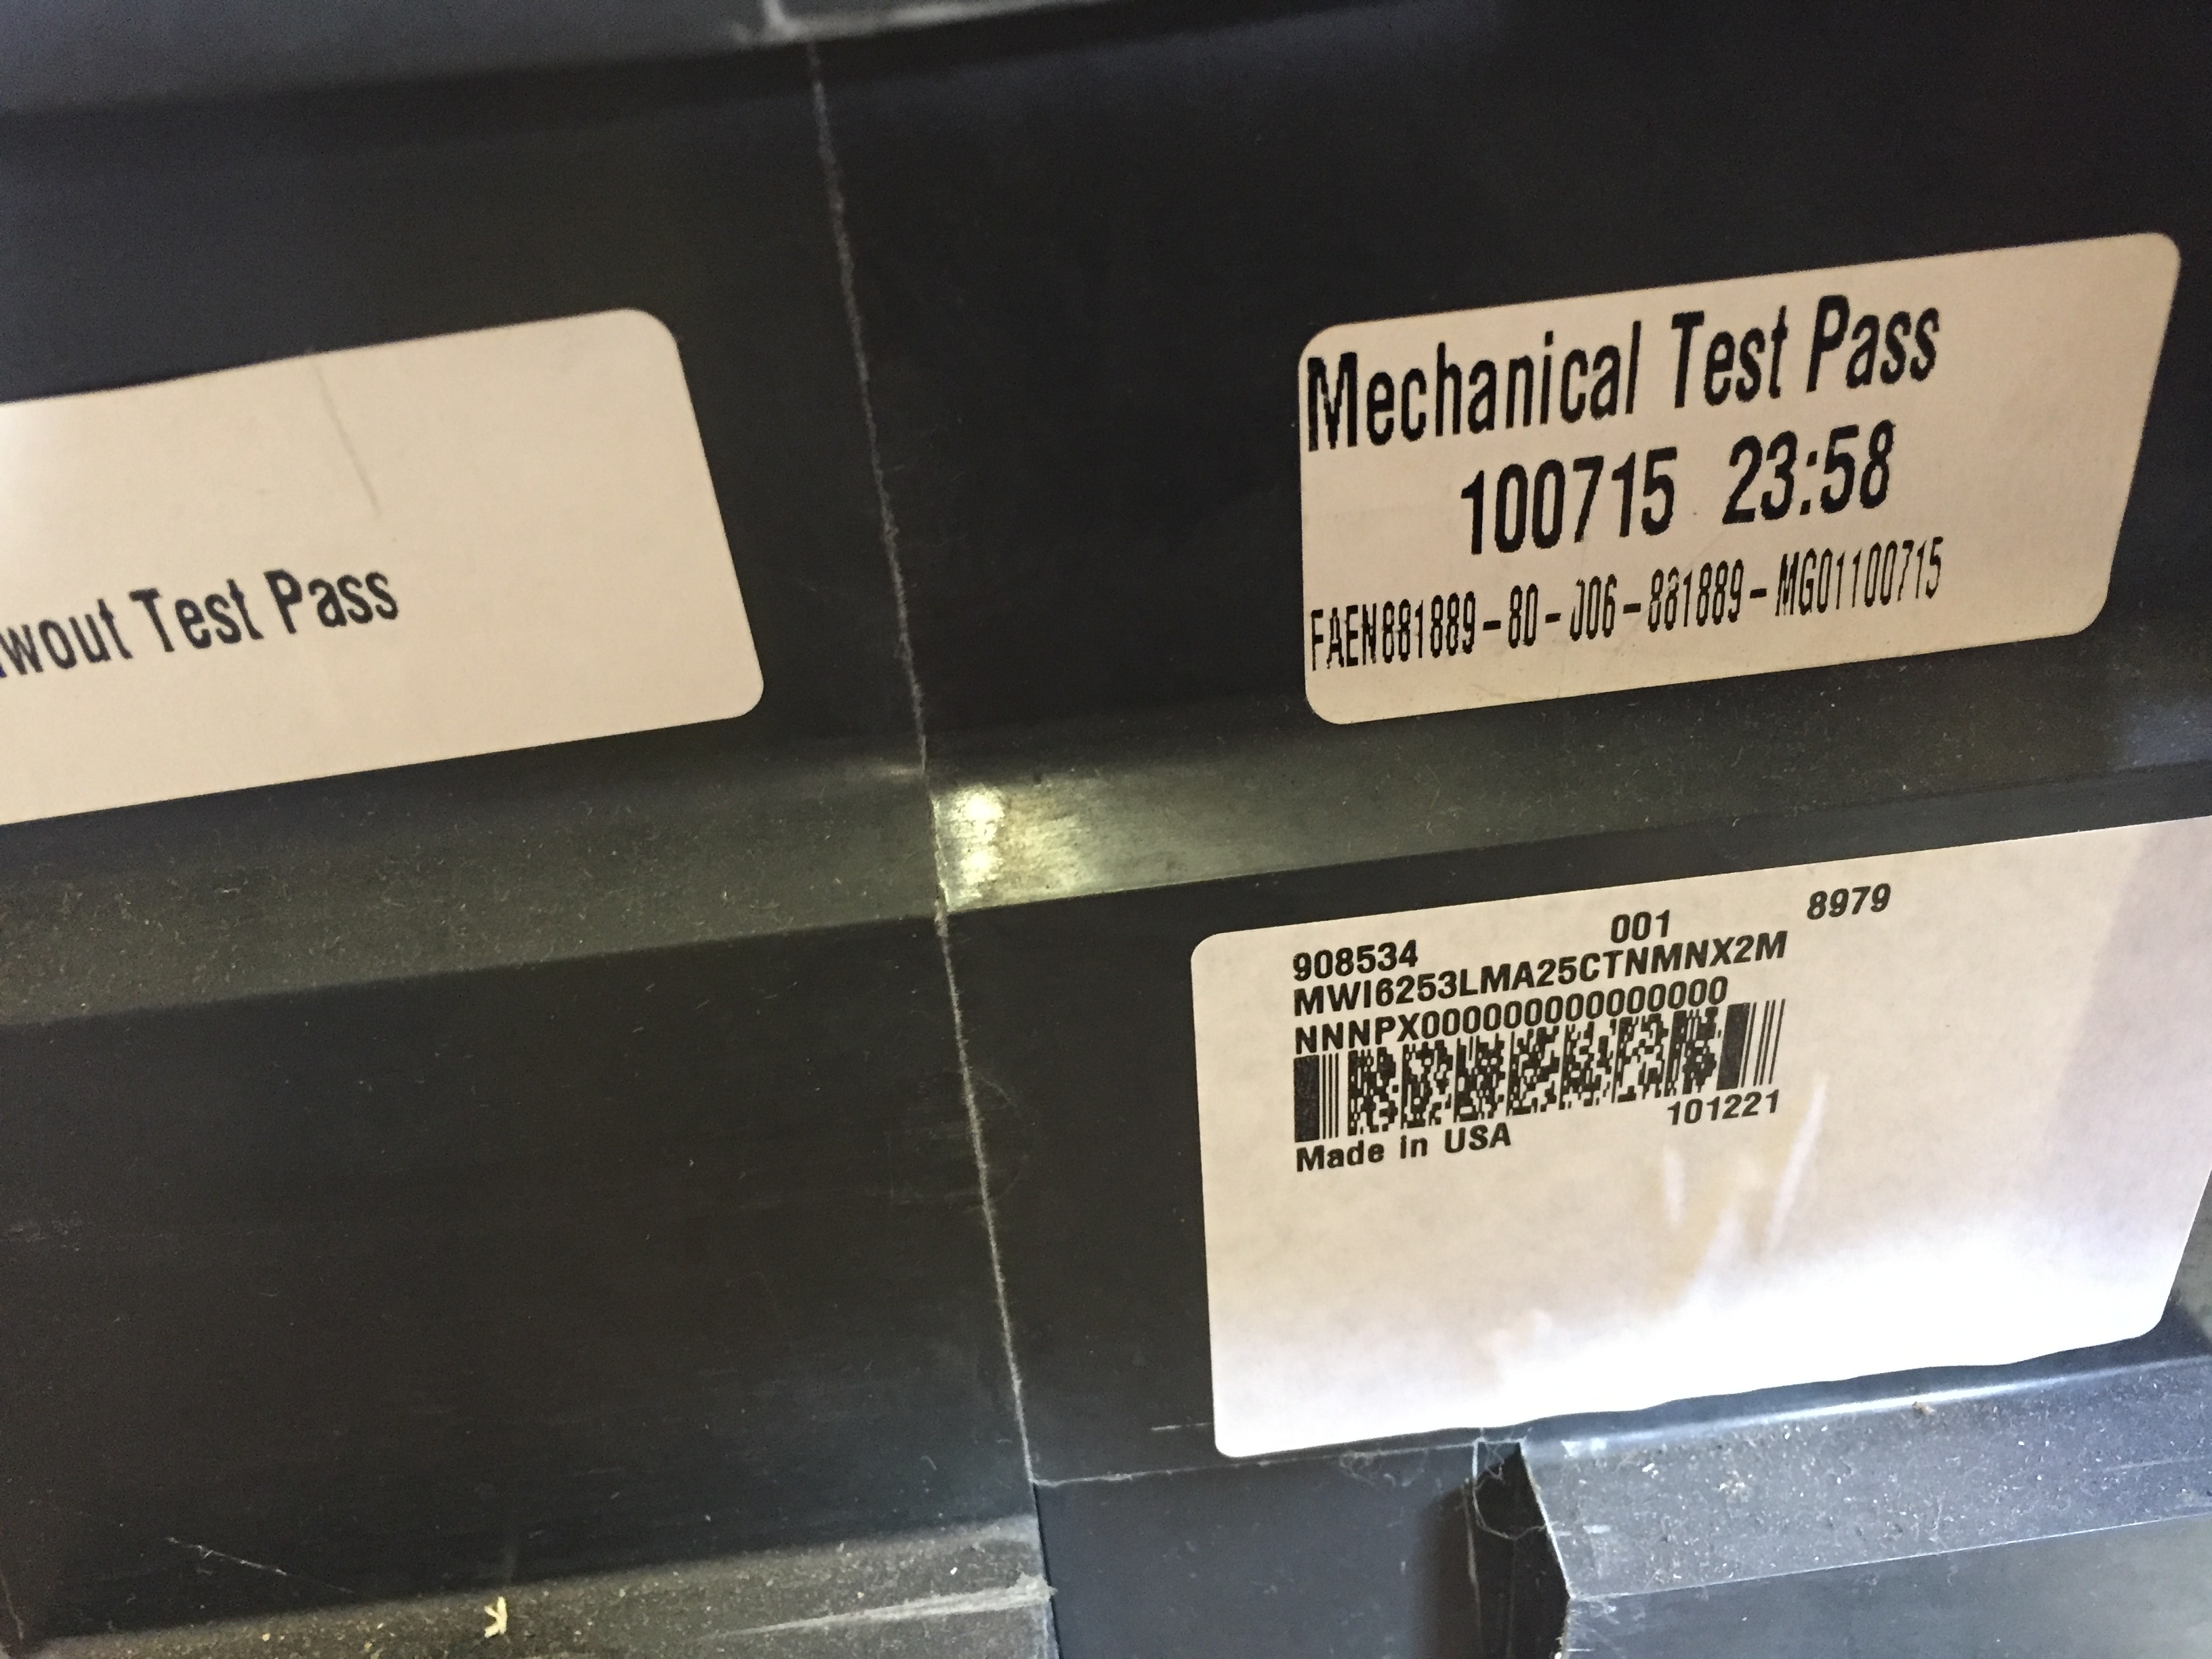 Test Pass
Mechanical Test Pass
100715 23:58
FAEN881889-80-J06-881889-MG01100715
908534 001 8979
MWI6253LMA25CTNMNX2M
NNNPX000000000000000
101221
Made in USA